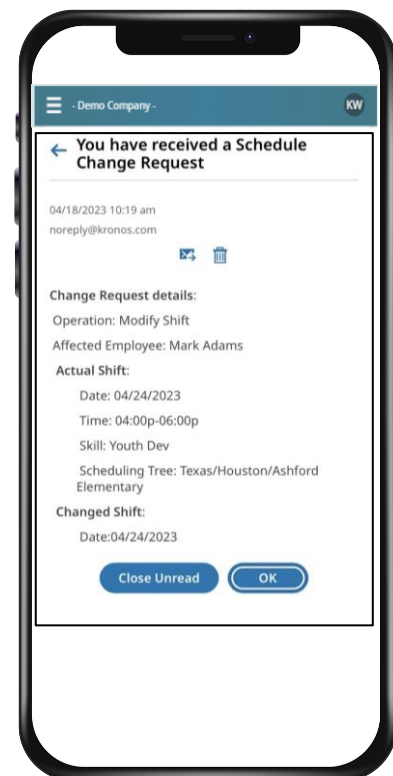 - Demo Company -
KW
You have received a Schedule
Change Request
04/18/2023 10:19 am
noreply@kronos.com
Change Request details:
Operation: Modify Shift
Affected Employee: Mark Adams
Actual Shift:
Date: 04/24/2023
Time: 04:00p-06:00p
Skill: Youth Dev
Scheduling Tree: Texas/Houston/Ashford
Elementary
Changed Shift:
Date:04/24/2023
Close Unread
OK